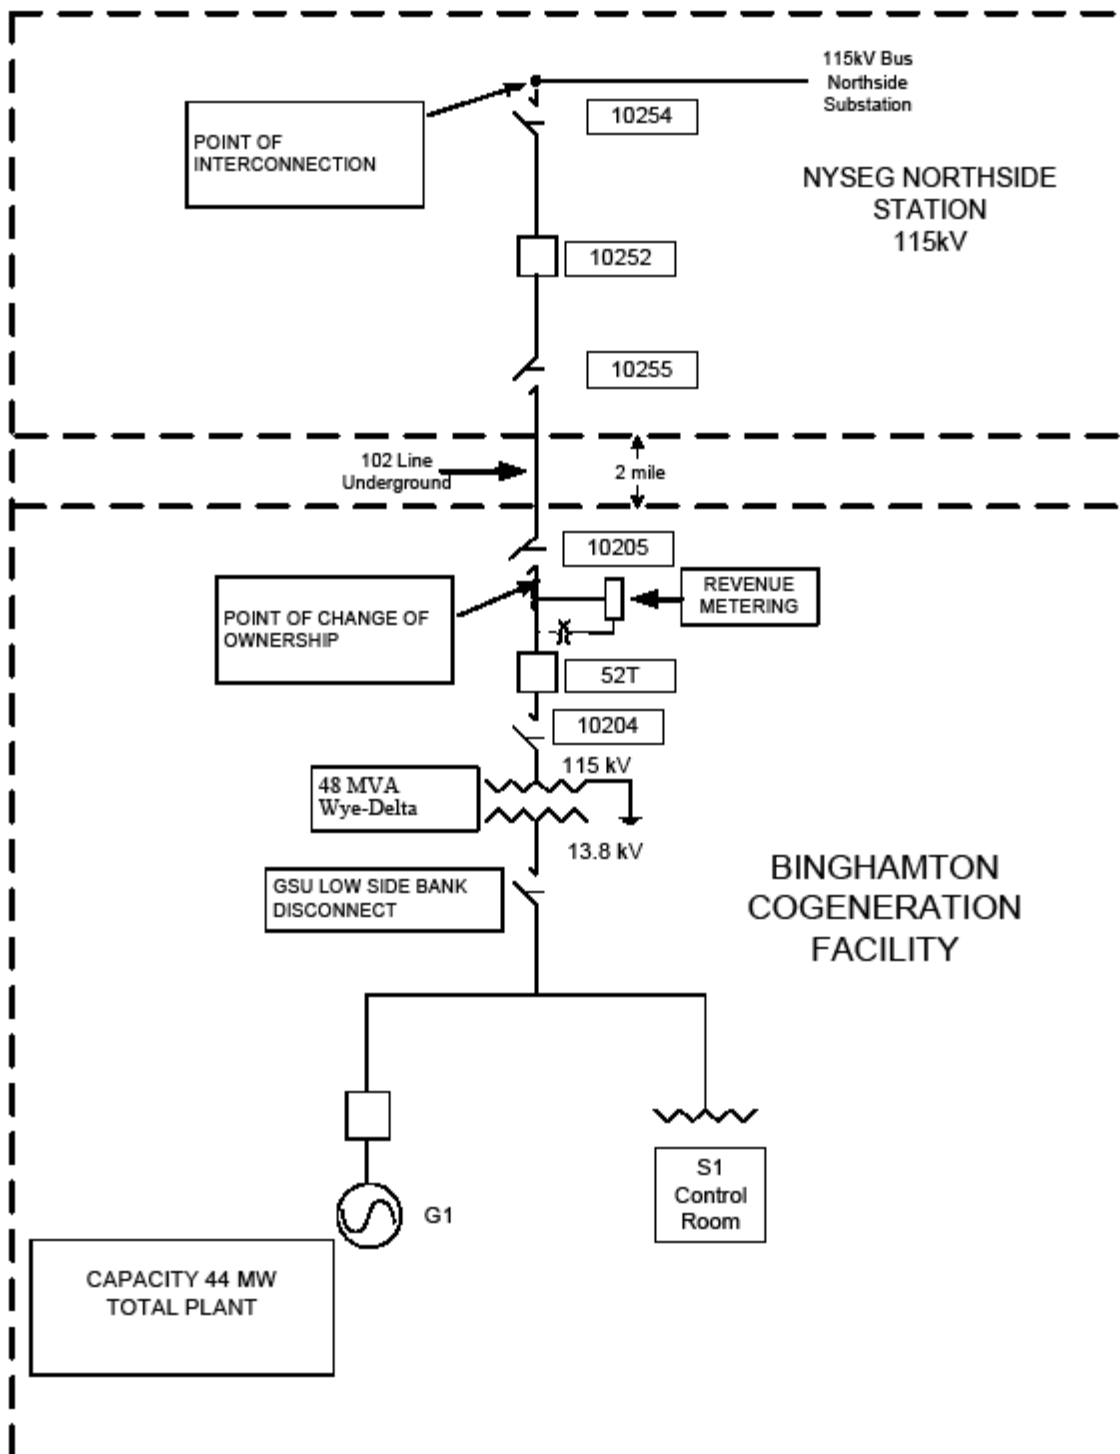 115kV Bus
Northside
Substation
10254
POINT OF
INTERCONNECTION
NYSEG NORTHSIDE
STATION
115kV
10252
10255
102 Line
Underground
2 mile
10205
REVENUE
METERING
POINT OF CHANGE OF
OWNERSHIP
52T
10204
115 kV
48 MVA
Wye-Delta
13.8 kV
GSU LOW SIDE BANK
DISCONNECT
BINGHAMTON
COGENERATION
FACILITY
S1
Control
Room
G1
CAPACITY 44 MW
TOTAL PLANT